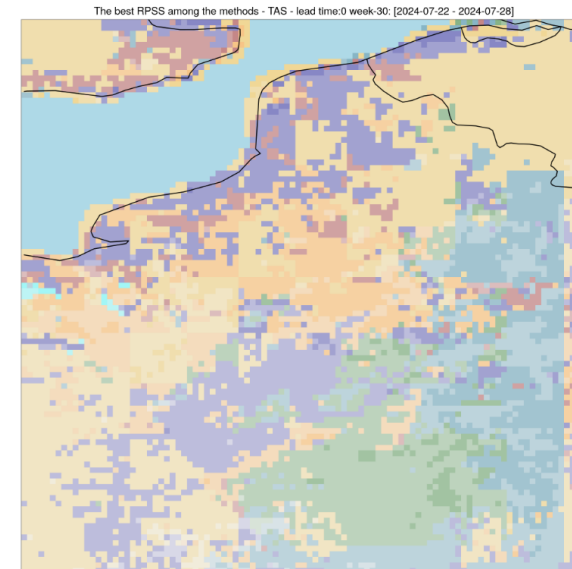 The best RPSS among the methods - TAS - lead time:0 week-30: [2024-07-22 - 2024-07-28]